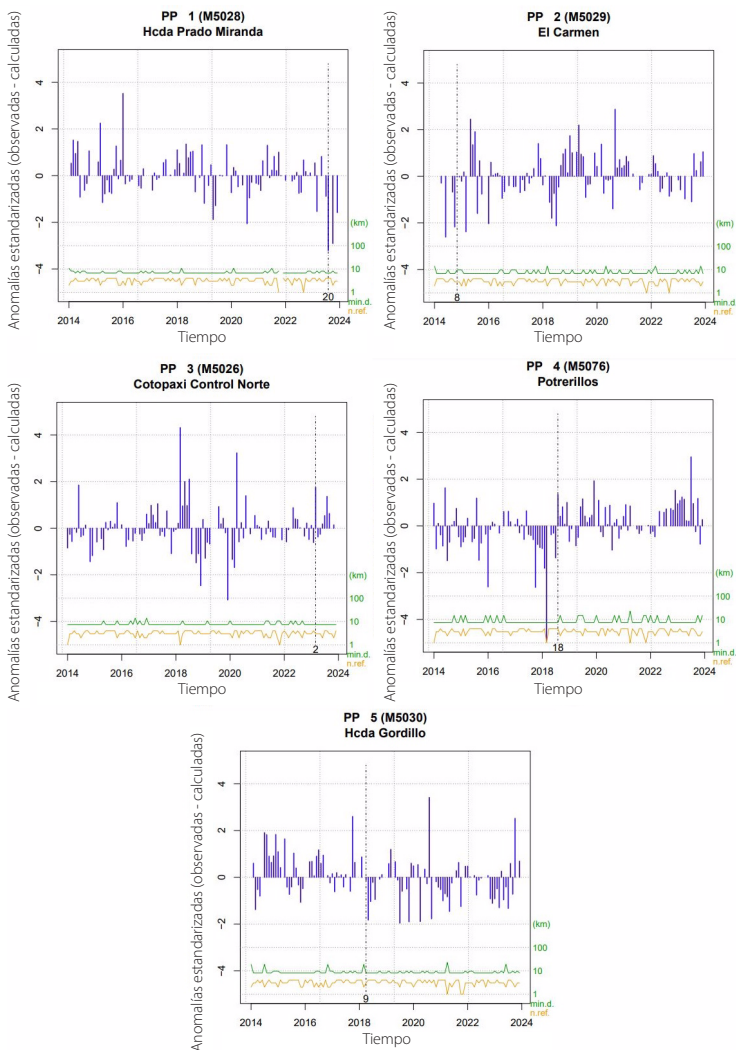 PP 1 (M5028)
Hcda Prado Miranda
Anomalías estandarizadas (observadas - calculadas)
4
2
0
−2
−4
(km)
100
10
1
min.d.
n.ref.
20
2014 2016 2018 2020 2022 2024
Tiempo
PP 2 (M5029)
El Carmen
Anomalías estandarizadas (observadas - calculadas)
4
2
0
−2
−4
(km)
100
10
1
min.d.
n.ref.
8
2014 2016 2018 2020 2022 2024
Tiempo
PP 3 (M5026)
Cotopaxi Control Norte
Anomalías estandarizadas (observadas - calculadas)
4
2
0
−2
−4
(km)
100
10
1
min.d.
n.ref.
2
2014 2016 2018 2020 2022 2024
Tiempo
PP 4 (M5076)
Potrerillos
Anomalías estandarizadas (observadas - calculadas)
4
2
0
−2
−4
(km)
100
10
1
min.d.
n.ref.
18
2014 2016 2018 2020 2022 2024
Tiempo
PP 5 (M5030)
Hcda Gordillo
Anomalías estandarizadas (observadas - calculadas)
4
2
0
−2
−4
(km)
100
10
1
min.d.
n.ref.
9
2014 2016 2018 2020 2022 2024
Tiempo